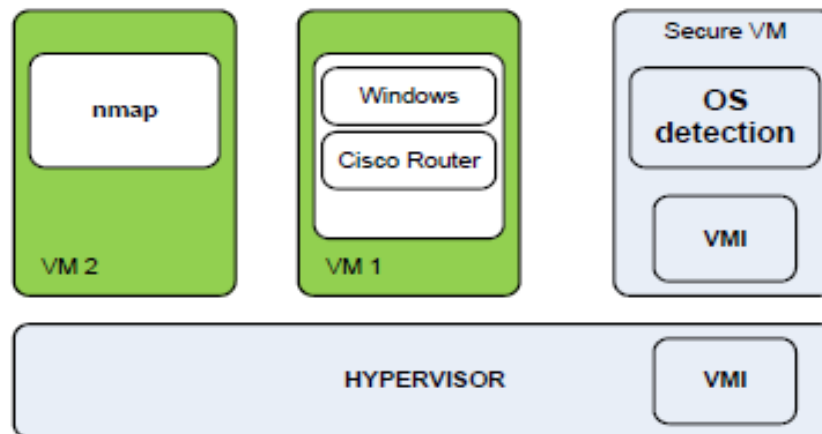 nmap
VM 2
Windows
Cisco Router
VM 1
Secure VM
OS
detection
VMI
HYPERVISOR
VMI